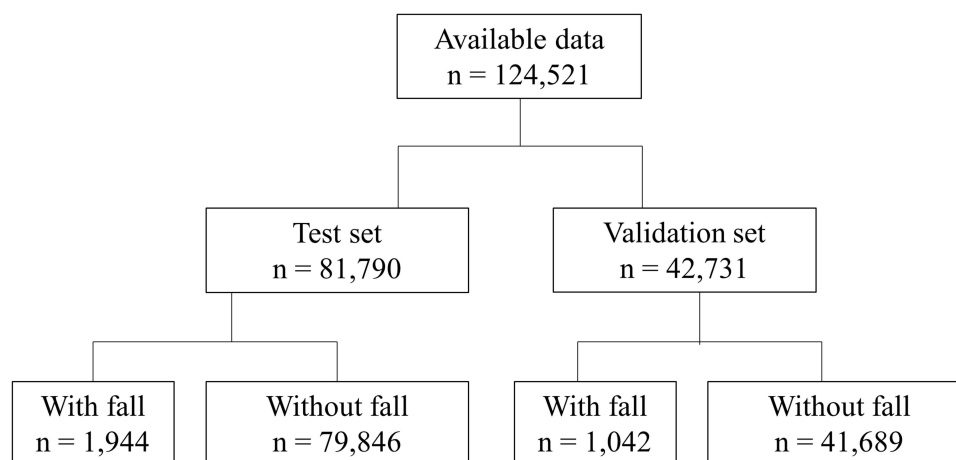 Available data
n = 124,521
Test set
n = 81,790
Validation set
n = 42,731
With fall
n = 1,944
Without fall
n = 79,846
With fall
n = 1,042
Without fall
n = 41,689